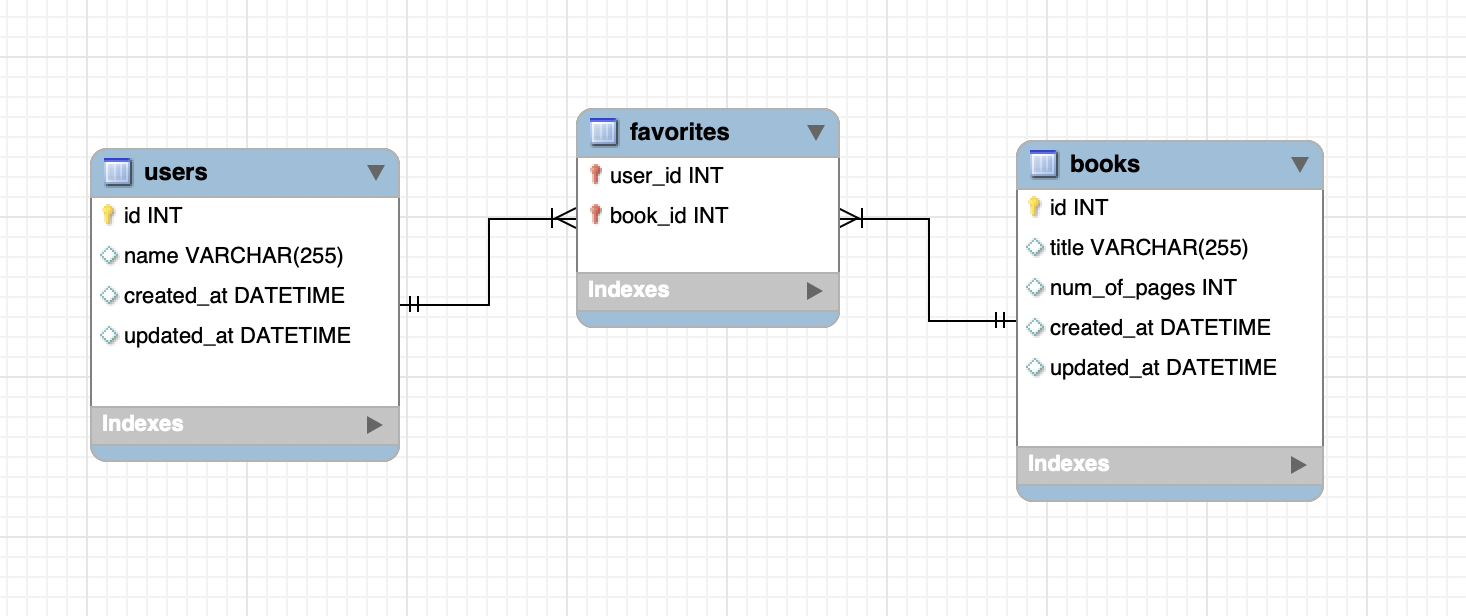 users
id INT
name VARCHAR(255)
created_at DATETIME
updated_at DATETIME
Indexes
favorites
user_id INT
book_id INT
Indexes
books
id INT
title VARCHAR(255)
num_of_pages INT
created_at DATETIME
updated_at DATETIME
Indexes